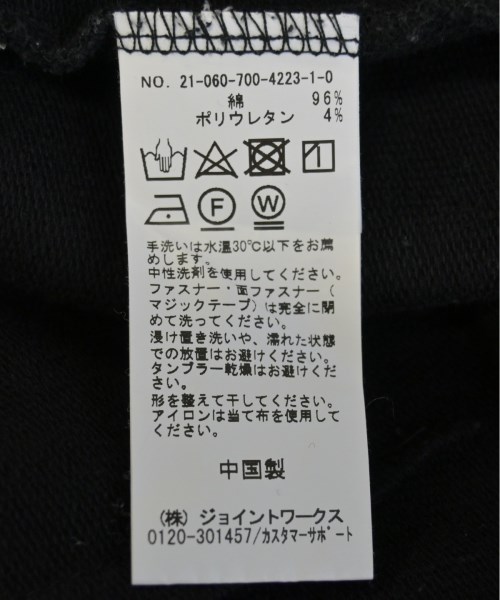 NO. 21-060-700-4223-1-0
綿 96%
ポリウレタン 4%
F W
手洗いは水温30℃以下をお薦
めします。
中性洗剤を使用してください。
ファスナー・面ファスナー(
マジックテープ)は完全に閉
めて洗ってください。
浸け置き洗いや、濡れた状態
での放置はお避けください。
タンブラー乾燥はお避けくだ
さい。
形を整えて干してください。
アイロンは当て布を使用して
ください。
中国製
(株) ジョイントワークス
0120-301457/カスタマーサポート